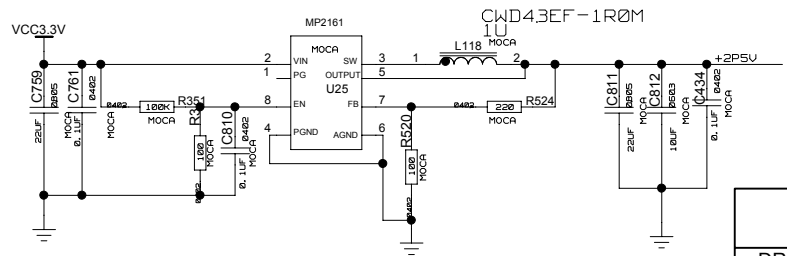 CWD4.3EF-1R0M
1U
MOCA
MP2161
VCC3.3V
MOCA
L118
2 VIN
SW 3
1
2
+2P5V
1 PG
OUTPUT 5
U25
C759
0805
22UF
MOCA
C761
0402
0.1UF
MOCA
0402
100K
R351
MOCA
8 EN
FB 7
0402
220
R524
MOCA
100
MOCA
0402
C810
0402
0.1UF
MOCA
4 PGND
AGND 6
R520
100
MOCA
0402
C811
0805
22UF
MOCA
C812
0603
10UF
MOCA
C434
0402
0.1UF
MOCA